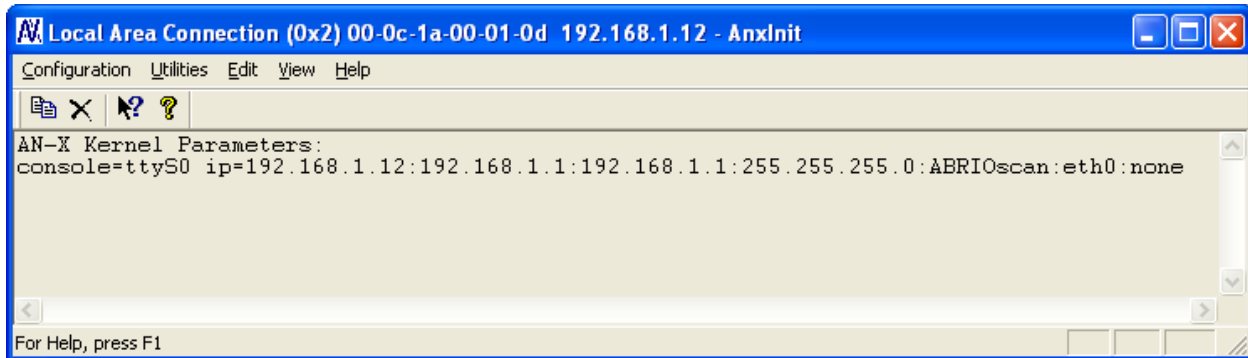 Local Area Connection (0x2) 00-0c-1a-00-01-0d 192.168.1.12 - AnxInit
Configuration Utilities Edit View Help
AN-X Kernel Parameters:
console=ttyS0 ip=192.168.1.12:192.168.1.1:192.168.1.1:255.255.255.0:ABRIOscan:eth0:none
For Help, press F1